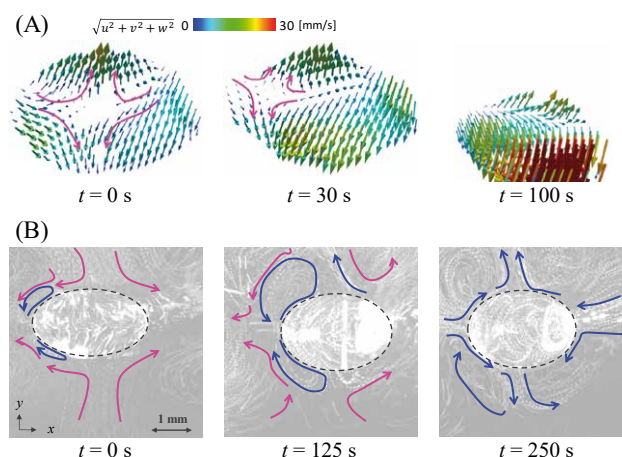 (A)
√u² + v² + w² 0 30 [mm/s]
t = 0 s t = 30 s t = 100 s
(B)
y
x
1 mm
t = 0 s t = 125 s t = 250 s